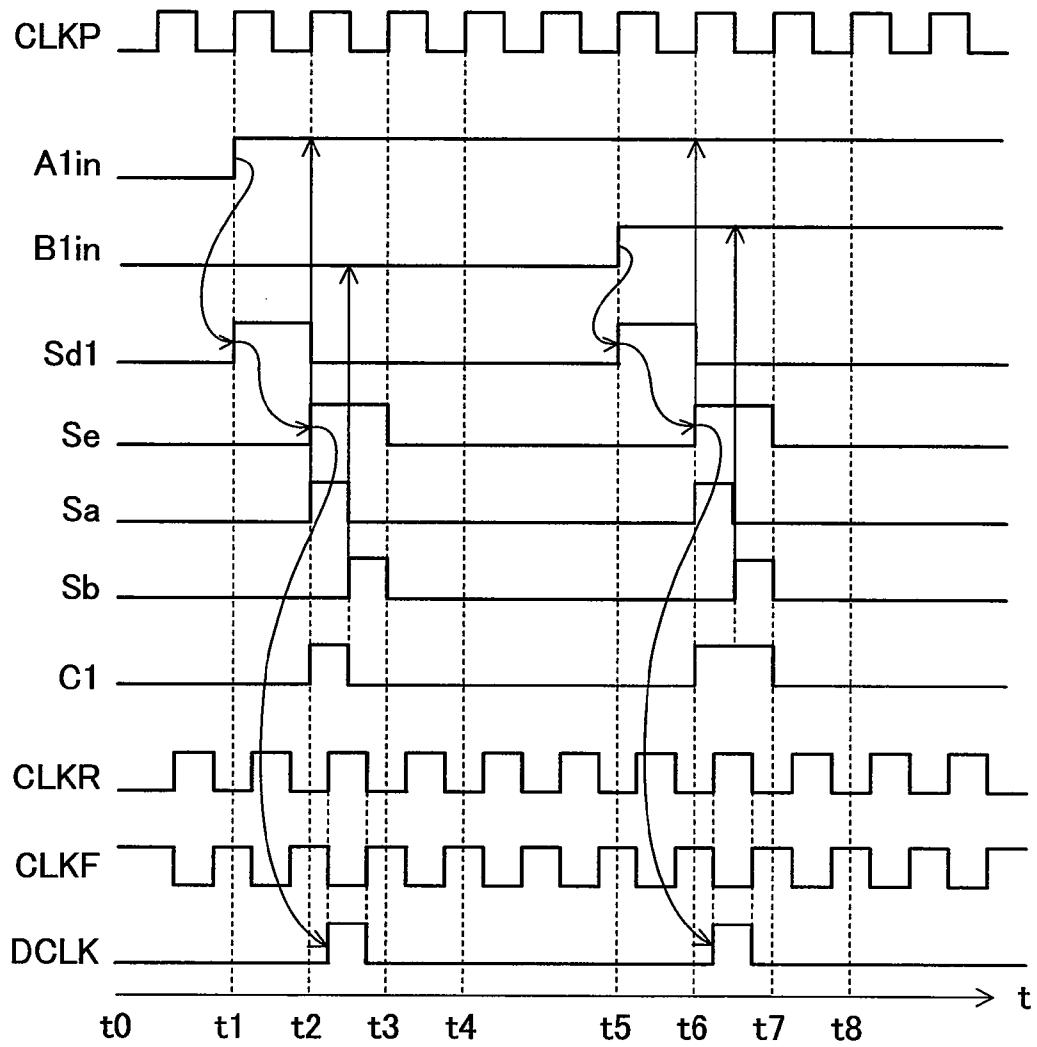 CLKP
A1in
B1in
Sd1
Se
Sa
Sb
C1
CLKR
CLKF
DCLK
t
t0 t1 t2 t3 t4 t5 t6 t7 t8